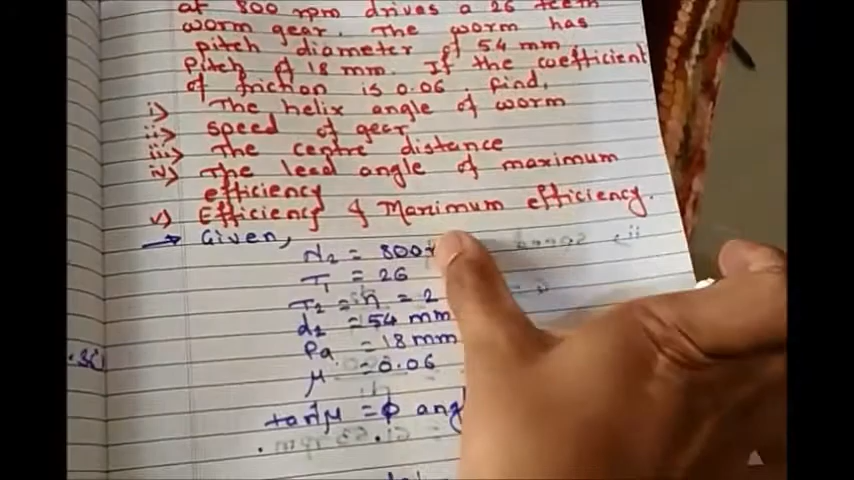 at 800 rpm drives a 26 teeth
worm gear. The worm has
pitch diameter of 54 mm
pitch of 18 mm. If the coefficient
of friction is 0.06. find,
i) The helix angle of worm
ii) speed of gear
iii) The centre distance
iv) The lead angle of maximum
efficiency
v) Efficiency & Maximum efficiency.
→ Given,
N2 = 800
T1 = 26
T2 = n = 2
d2 = 54 mm
Pa = 18 mm
μ = 0.06
tan⁻¹μ = φ